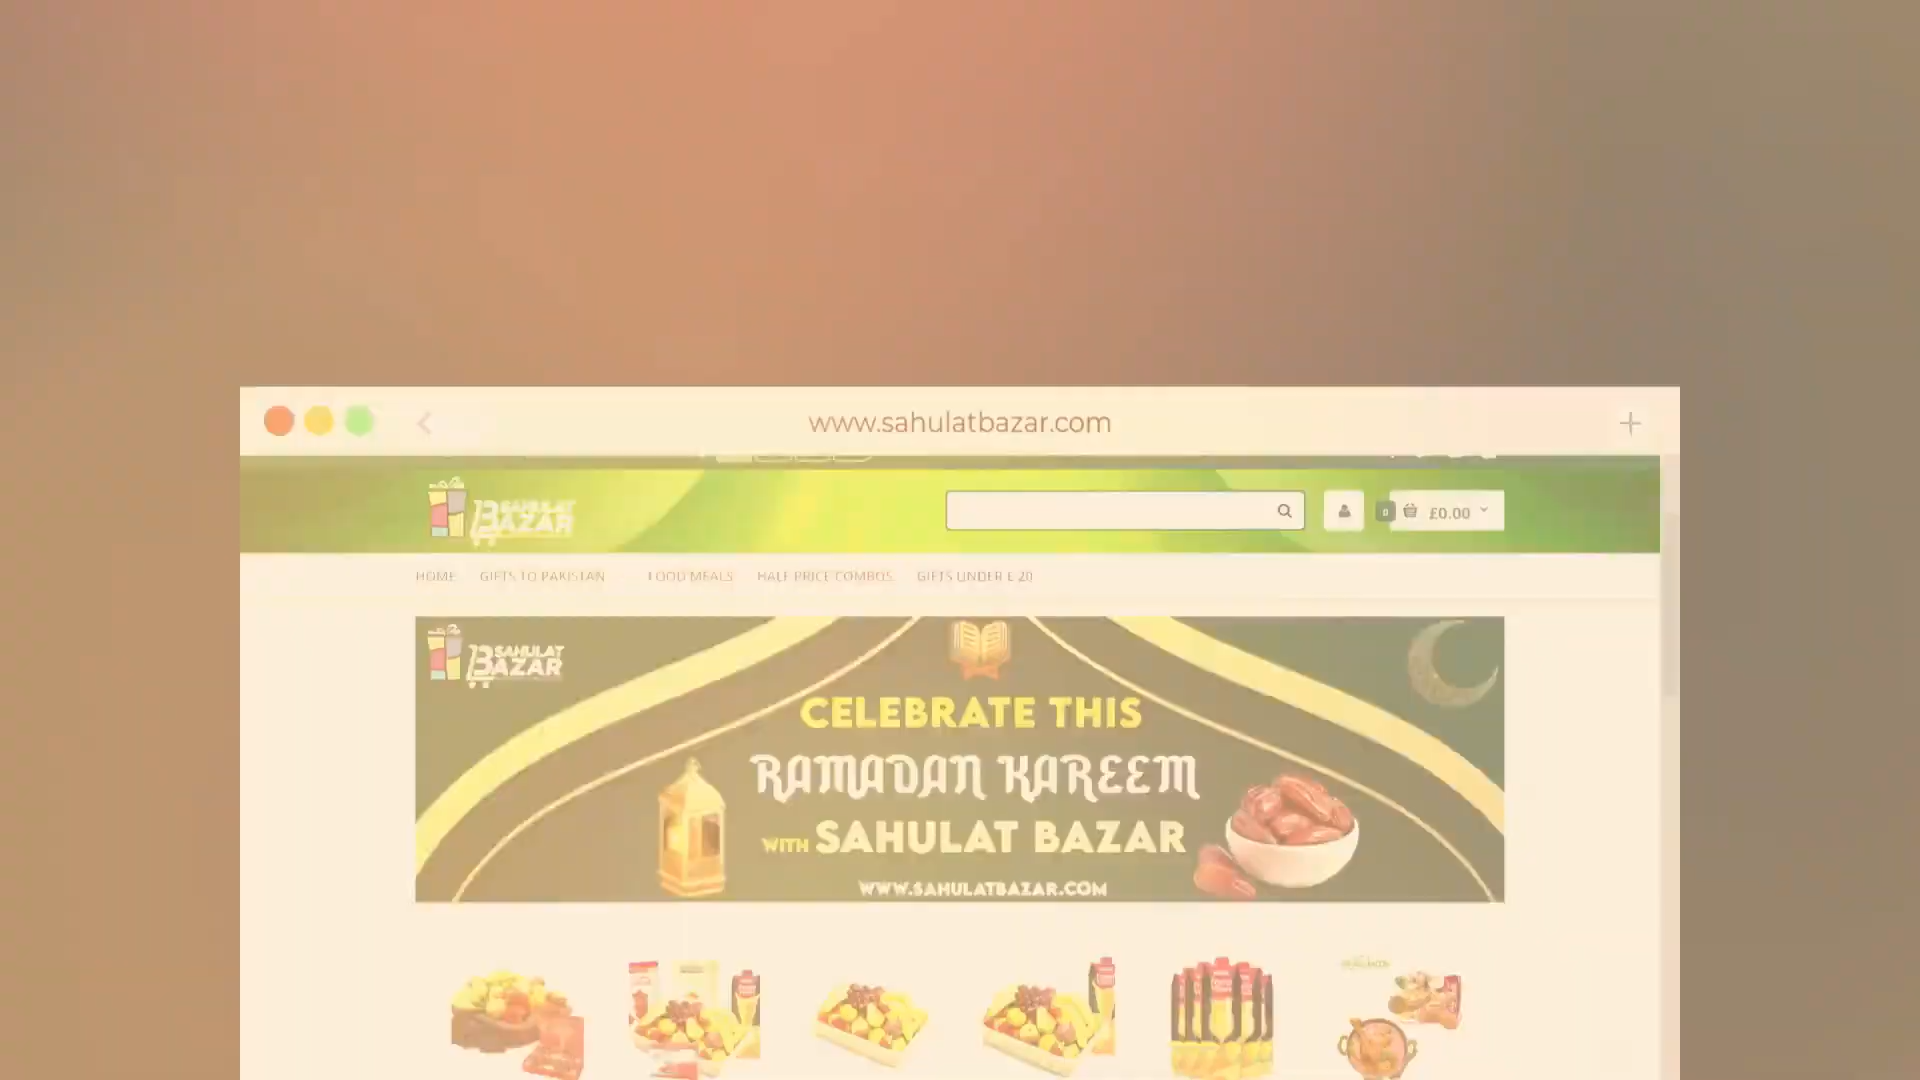 www.sahulatbazar.com
SAHULAT
BAZAR
0
£0.00
HOME GIFTS TO PAKISTAN FOOD MEALS HALF PRICE COMBOS GIFTS UNDER £ 20
SAHULAT
BAZAR
CELEBRATE THIS
RAMADAN KAREEM
WITH SAHULAT BAZAR
WWW.SAHULATBAZAR.COM